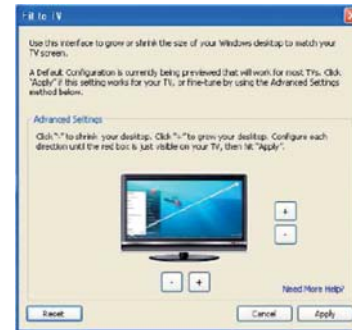 Fit to TV
Use this interface to grow or shrink the size of your Windows desktop to match your
TV screen.
A Default Configuration is currently being previewed that will work for most TVs. Click
"Apply" if this setting works for your TV, or fine-tune by using the Advanced Settings
method below.
Advanced Settings
Click "-" to shrink your desktop. Click "+" to grow your desktop. Configure each
direction until the red box is just visible on your TV, then hit "Apply".
+
-
- +
Need More Help?
Reset Cancel Apply